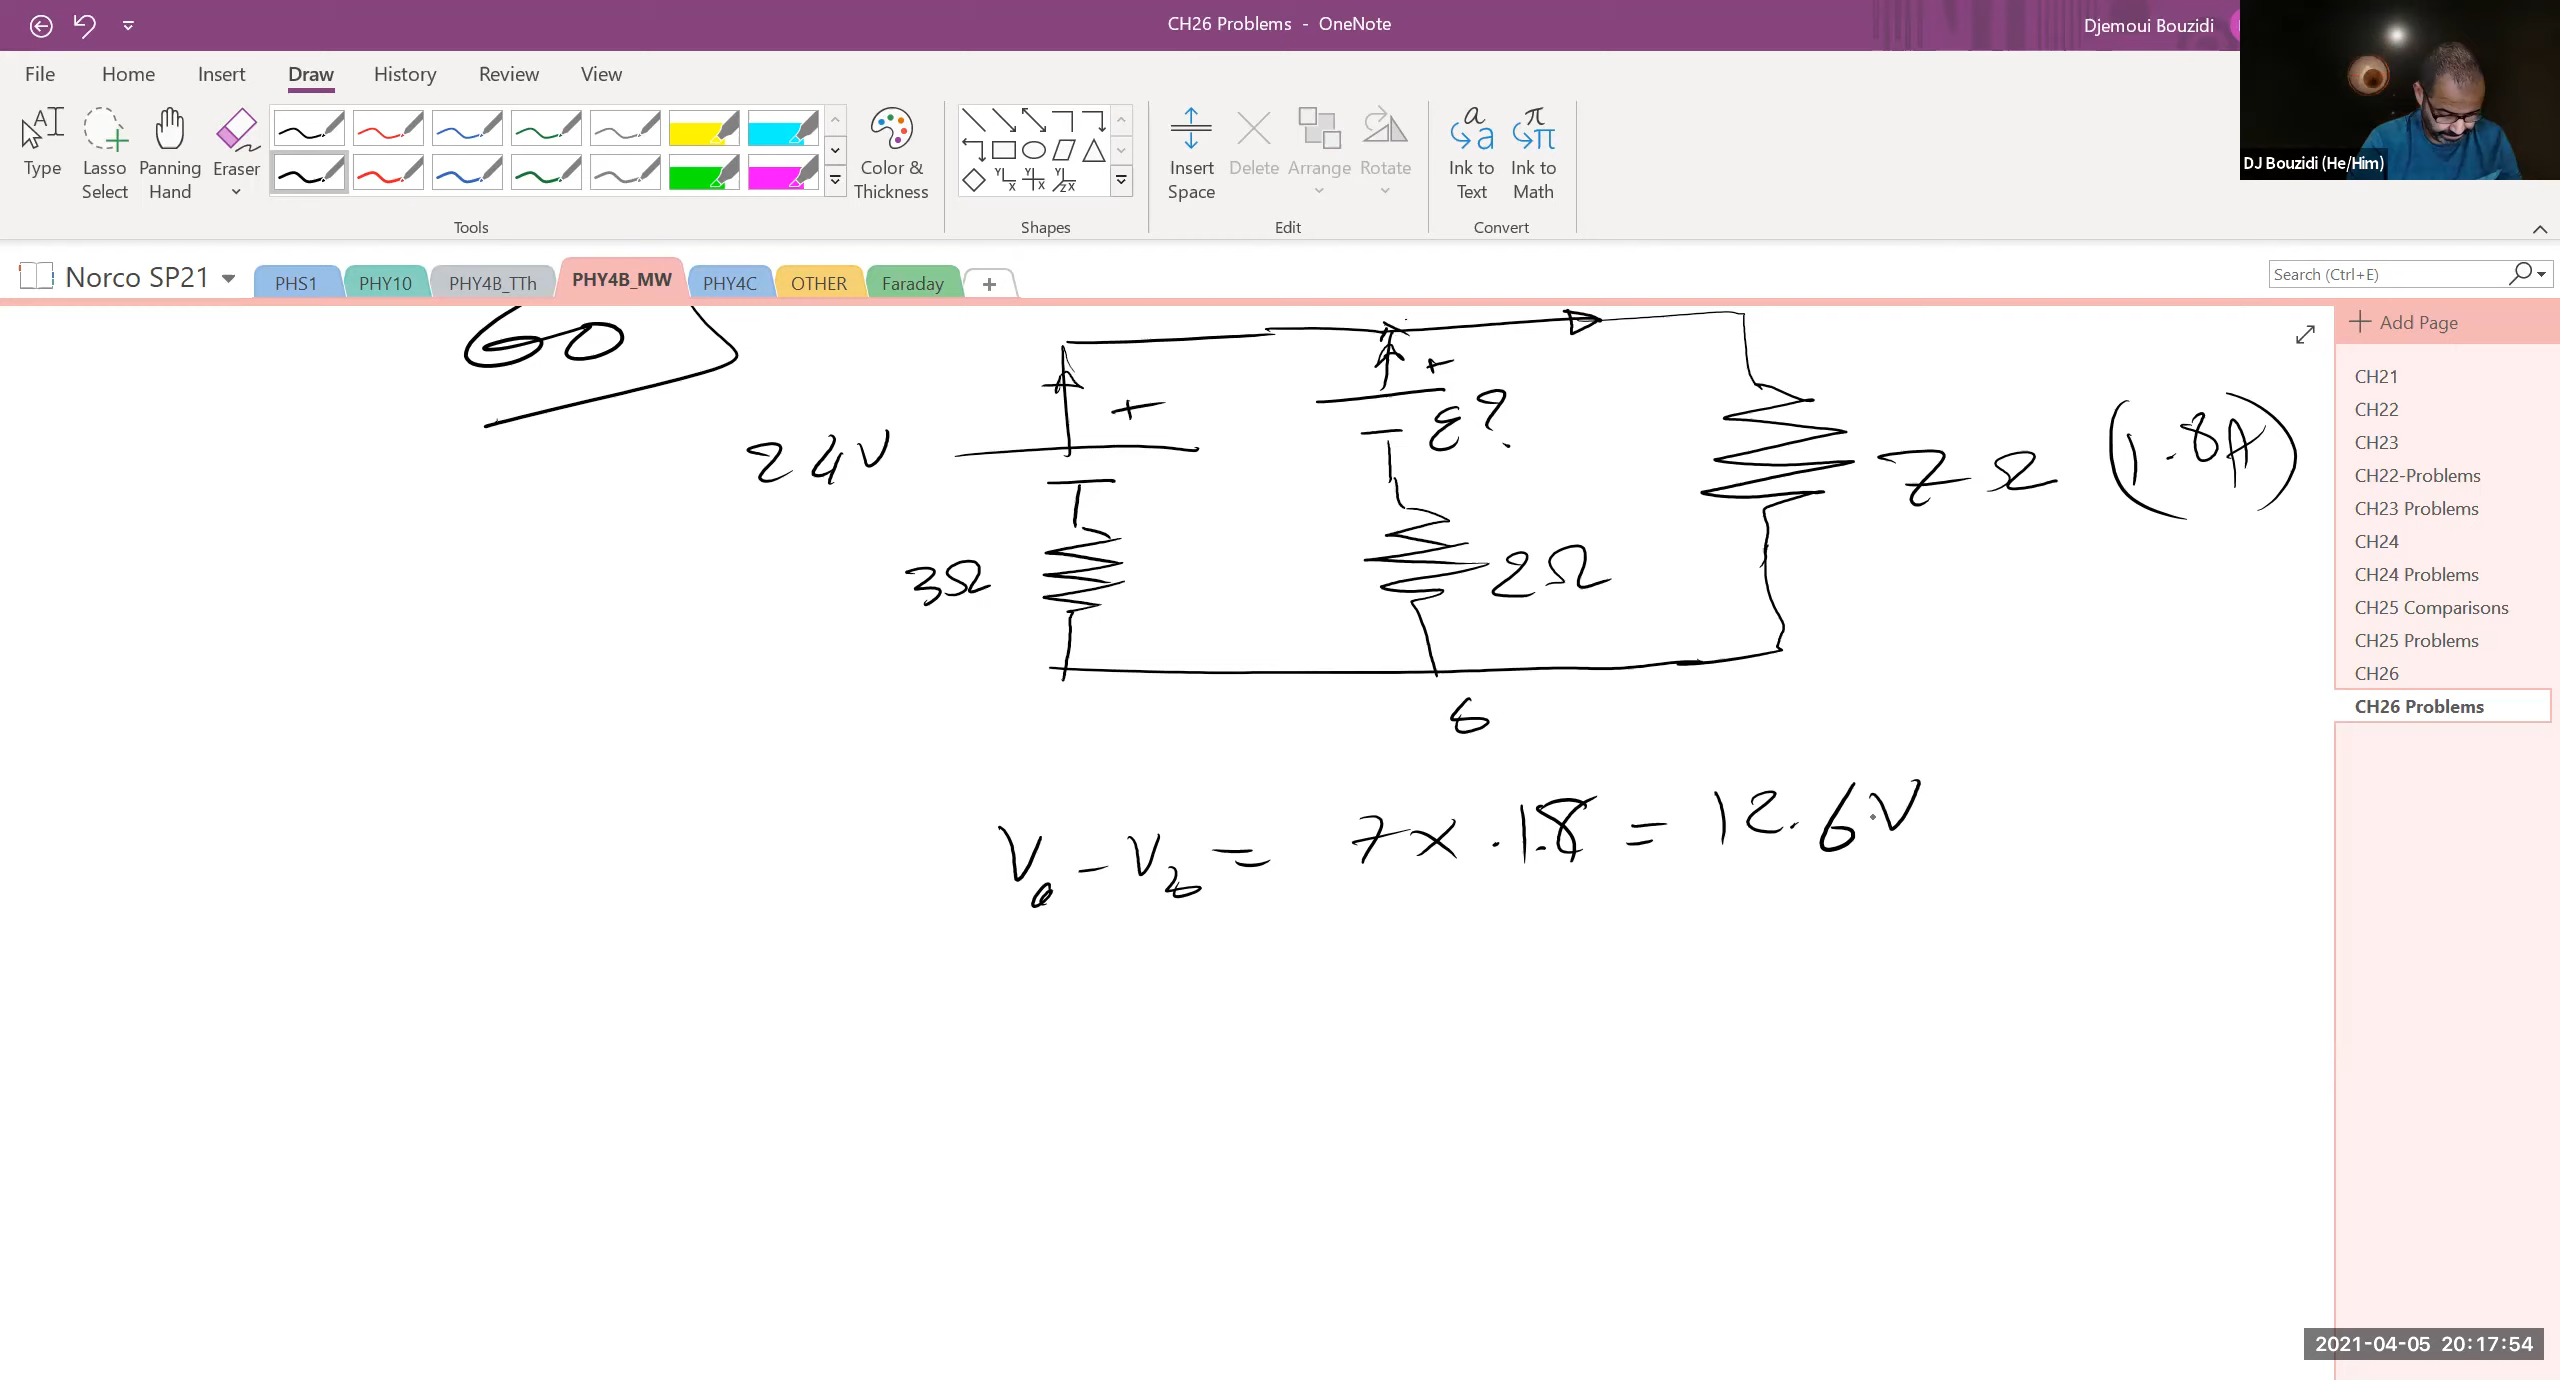 CH26 Problems - OneNote
Djemoui Bouzidi
File Home Insert Draw History Review View
Type
Lasso Select
Panning Hand
Eraser
Color & Thickness
Insert Space
Delete
Arrange
Rotate
Ink to Text
Ink to Math
Tools
Shapes
Edit
Convert
DJ Bouzidi (He/Him)
Norco SP21
PHS1 PHY10 PHY4B_TTh PHY4B_MW PHY4C OTHER Faraday +
Search (Ctrl+E)
Add Page
CH21
CH22
CH23
CH22-Problems
CH23 Problems
CH24
CH24 Problems
CH25 Comparisons
CH25 Problems
CH26
CH26 Problems
60
+
+
24V
ε?
7Ω (1.8A)
3Ω
2Ω
b
Va - Vb = 7 x .1.8 = 12.6V
2021-04-05 20:17:54